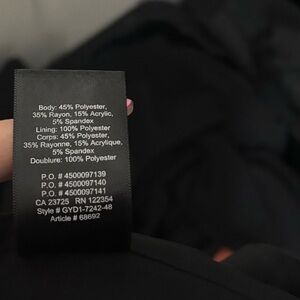 Body: 45% Polyester,
35% Rayon, 15% Acrylic,
5% Spandex
Lining: 100% Polyester
Corps: 45% Polyester,
35% Rayonne, 15% Acrylique,
5% Spandex
Doublure: 100% Polyester
P.O. # 4500097139
P.O. # 4500097140
P.O. # 4500097141
CA 23725 RN 122354
Style # GYD1-7242-48
Article # 68692